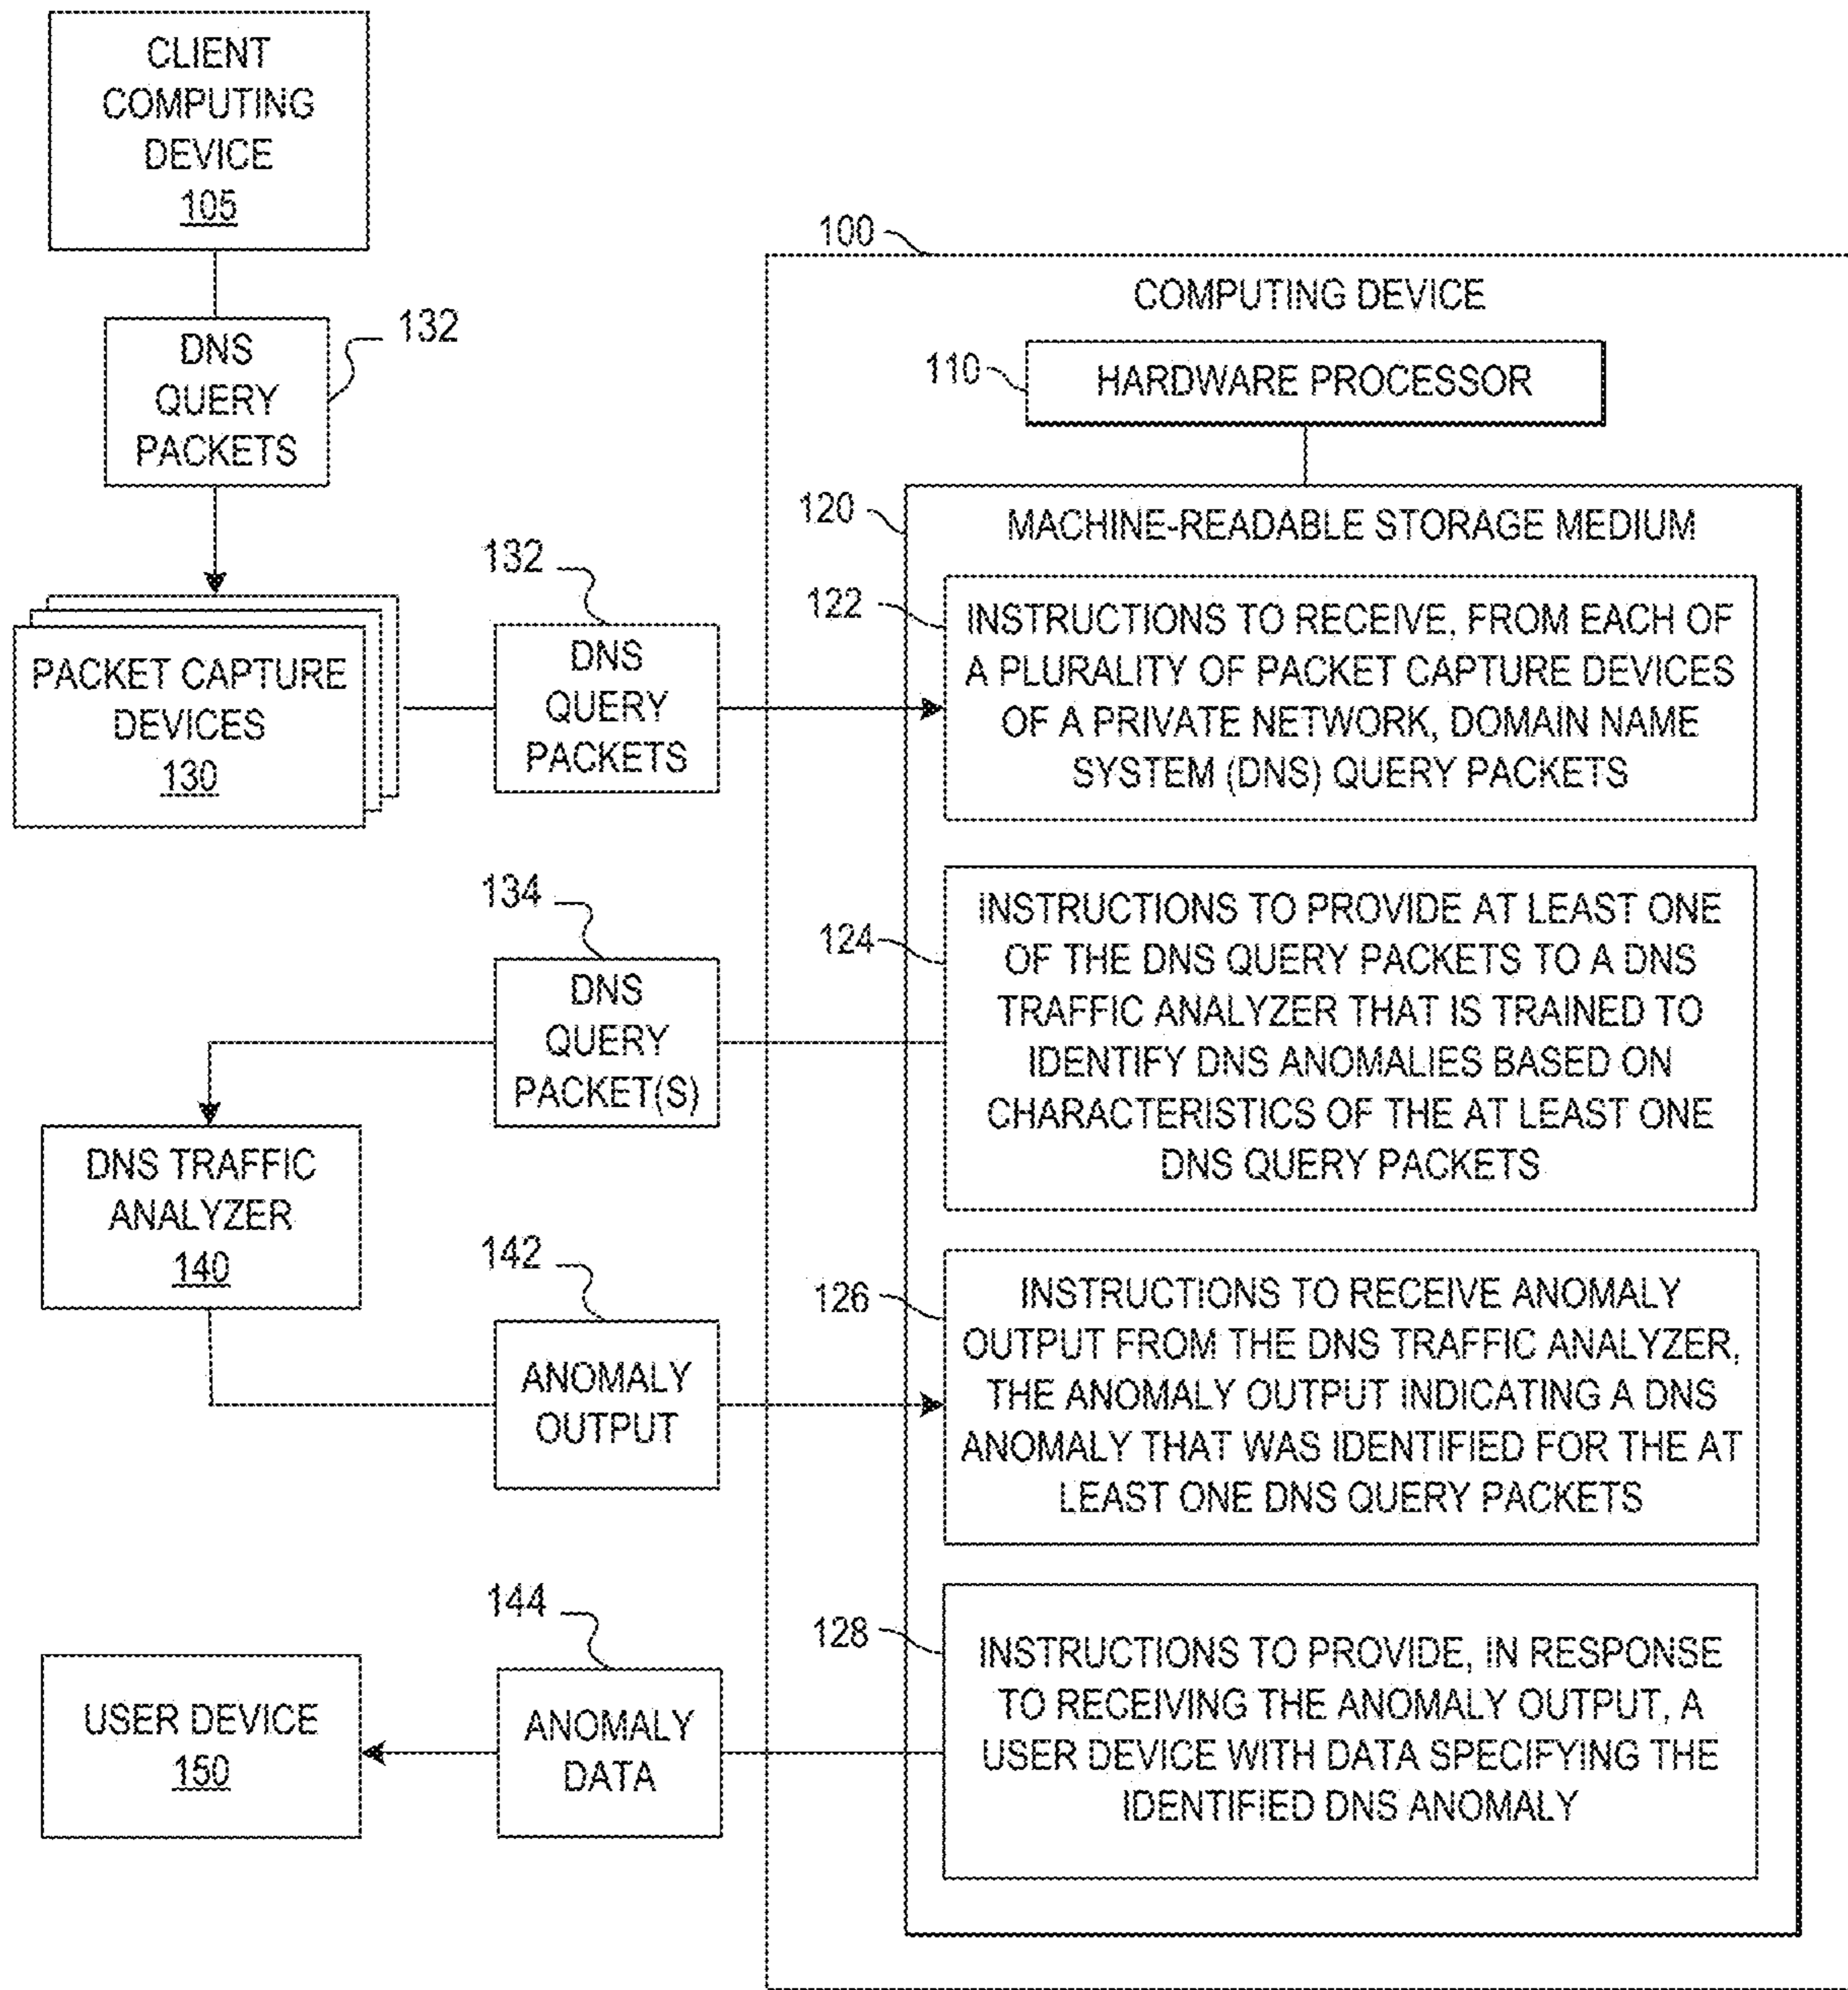 CLIENT
COMPUTING
DEVICE
105
DNS
QUERY
PACKETS
132
PACKET CAPTURE
DEVICES
130
132
DNS
QUERY
PACKETS
134
DNS
QUERY
PACKET(S)
DNS TRAFFIC
ANALYZER
140
142
ANOMALY
OUTPUT
144
ANOMALY
DATA
USER DEVICE
150
100
COMPUTING DEVICE
110
HARDWARE PROCESSOR
120
MACHINE-READABLE STORAGE MEDIUM
122
INSTRUCTIONS TO RECEIVE, FROM EACH OF
A PLURALITY OF PACKET CAPTURE DEVICES
OF A PRIVATE NETWORK, DOMAIN NAME
SYSTEM (DNS) QUERY PACKETS
124
INSTRUCTIONS TO PROVIDE AT LEAST ONE
OF THE DNS QUERY PACKETS TO A DNS
TRAFFIC ANALYZER THAT IS TRAINED TO
IDENTIFY DNS ANOMALIES BASED ON
CHARACTERISTICS OF THE AT LEAST ONE
DNS QUERY PACKETS
126
INSTRUCTIONS TO RECEIVE ANOMALY
OUTPUT FROM THE DNS TRAFFIC ANALYZER,
THE ANOMALY OUTPUT INDICATING A DNS
ANOMALY THAT WAS IDENTIFIED FOR THE AT
LEAST ONE DNS QUERY PACKETS
128
INSTRUCTIONS TO PROVIDE, IN RESPONSE
TO RECEIVING THE ANOMALY OUTPUT, A
USER DEVICE WITH DATA SPECIFYING THE
IDENTIFIED DNS ANOMALY